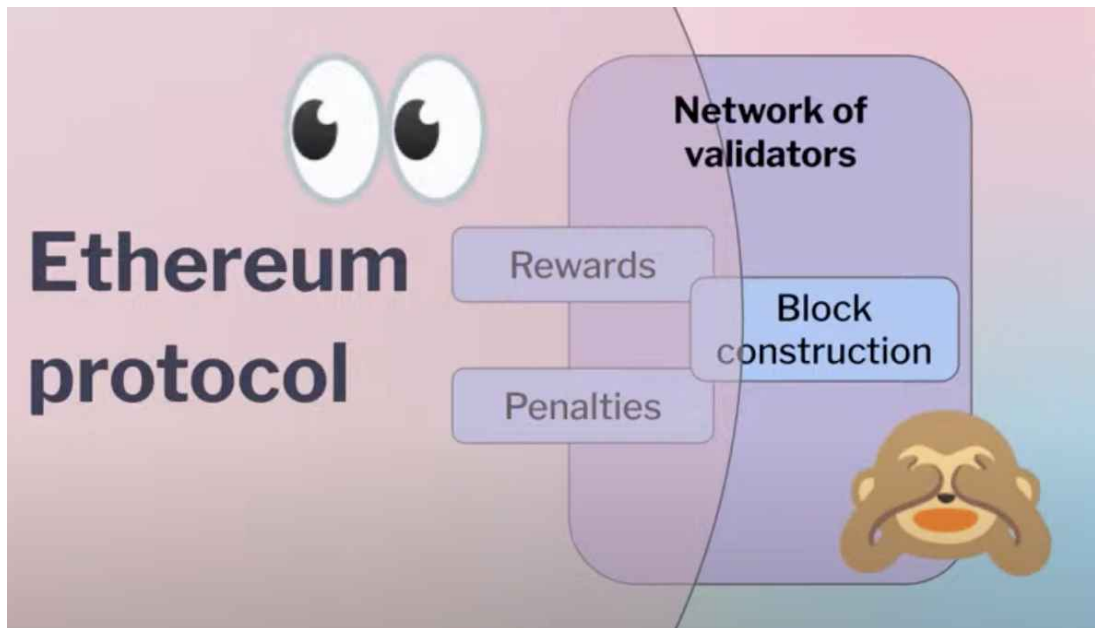 Network of
validators
Ethereum
protocol
Rewards
Block
construction
Penalties